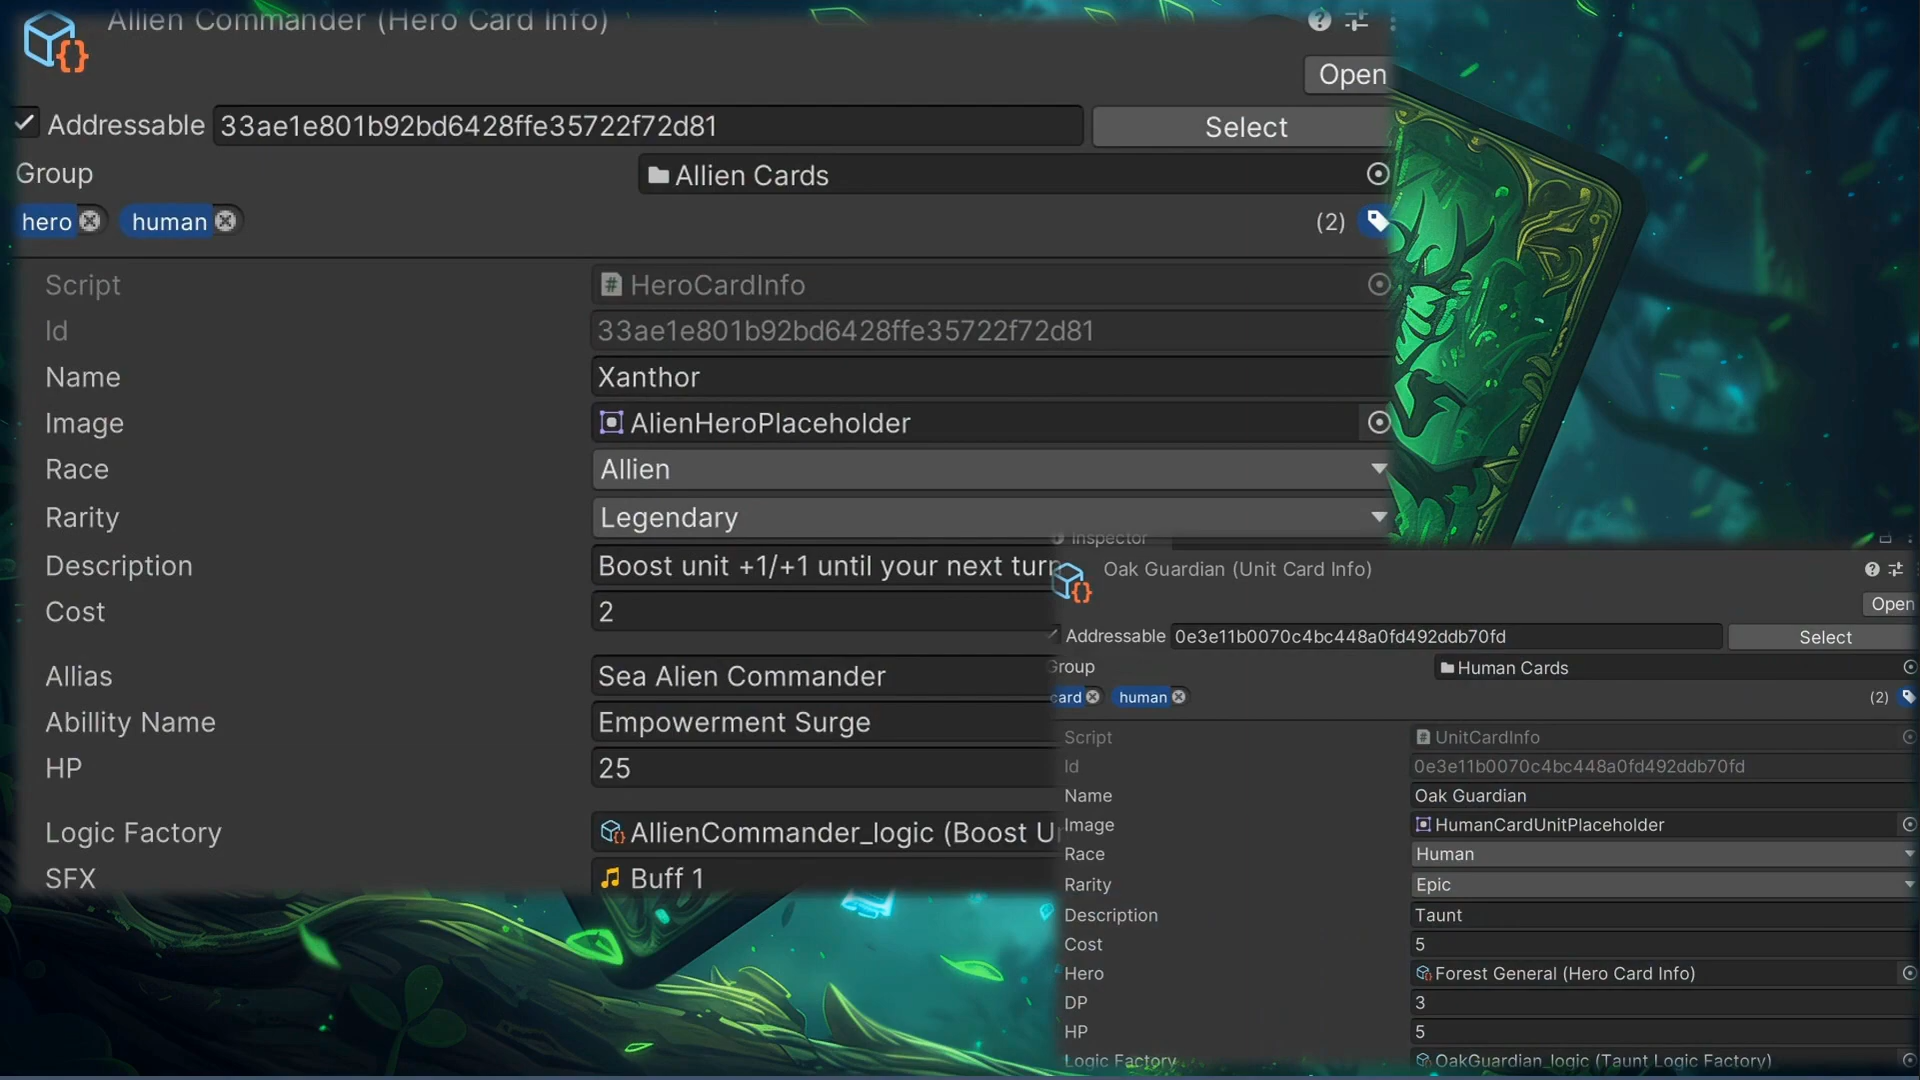 Allien Commander (Hero Card Info)
Open
Addressable 33ae1e801b92bd6428ffe35722f72d81 Select
Group Allien Cards
hero human (2)
Script HeroCardInfo
Id 33ae1e801b92bd6428ffe35722f72d81
Name Xanthor
Image AlienHeroPlaceholder
Race Allien
Rarity Legendary
Description Boost unit +1/+1 until your next turn
Cost 2
Allias Sea Alien Commander
Abillity Name Empowerment Surge
HP 25
Logic Factory AllienCommander_logic (Boost Un
SFX Buff 1
Inspector
Oak Guardian (Unit Card Info)
Open
Addressable 0e3e11b0070c4bc448a0fd492ddb70fd Select
Group Human Cards
card human (2)
Script UnitCardInfo
Id 0e3e11b0070c4bc448a0fd492ddb70fd
Name Oak Guardian
Image HumanCardUnitPlaceholder
Race Human
Rarity Epic
Description Taunt
Cost 5
Hero Forest General (Hero Card Info)
DP 3
HP 5
Logic Factory OakGuardian_logic (Taunt Logic Factory)